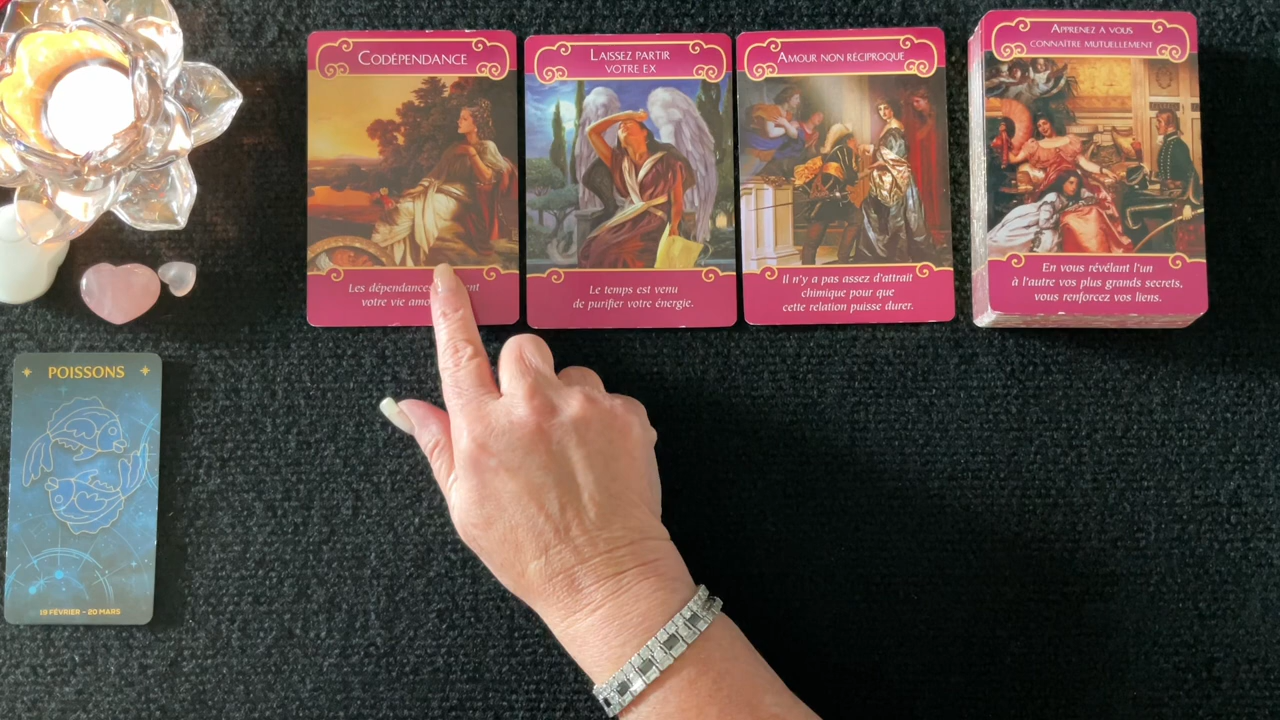 CODÉPENDANCE
Les dépendances
votre vie
LAISSEZ PARTIR
VOTRE EX
Le temps est venu
de purifier votre énergie.
AMOUR NON RÉCIPROQUE
Il n'y a pas assez d'attrait
chimique pour que
cette relation puisse durer.
APPRENEZ À VOUS
CONNAÎTRE MUTUELLEMENT
En vous révélant l'un
à l'autre vos plus grands secrets,
vous renforcez vos liens.
POISSONS
19 FÉVRIER - 20 MARS